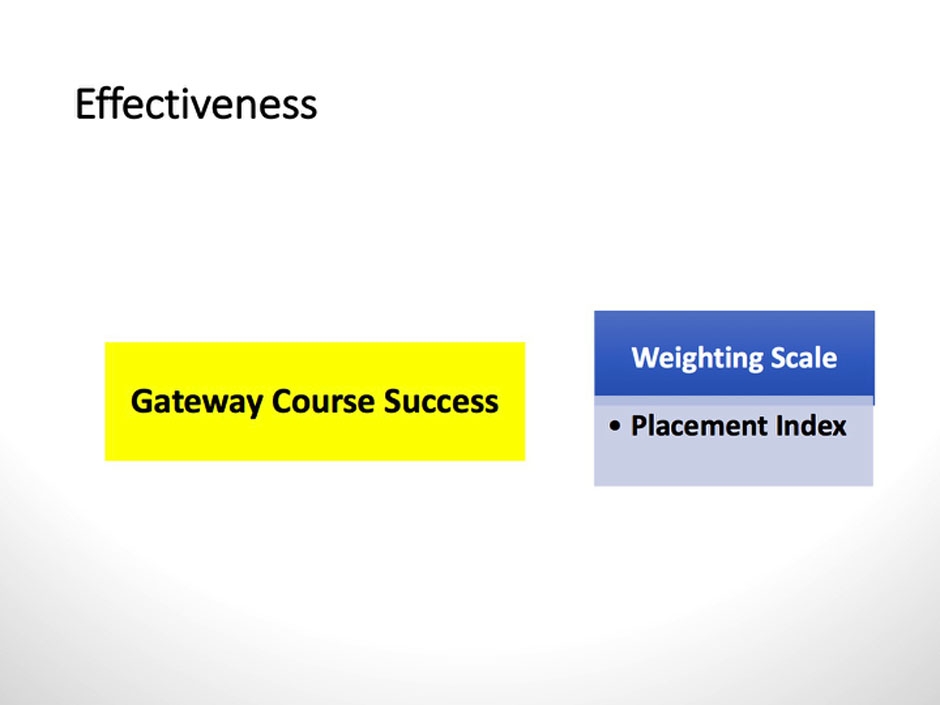 Effectiveness
Gateway Course Success
Weighting Scale
• Placement Index